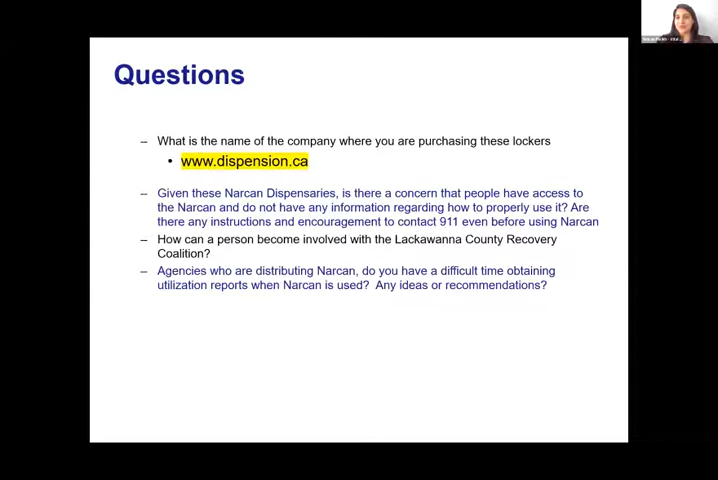 Questions
– What is the name of the company where you are purchasing these lockers
• www.dispension.ca
– Given these Narcan Dispensaries, is there a concern that people have access to
the Narcan and do not have any information regarding how to properly use it? Are
there any instructions and encouragement to contact 911 even before using Narcan
– How can a person become involved with the Lackawanna County Recovery
Coalition?
– Agencies who are distributing Narcan, do you have a difficult time obtaining
utilization reports when Narcan is used?  Any ideas or recommendations?